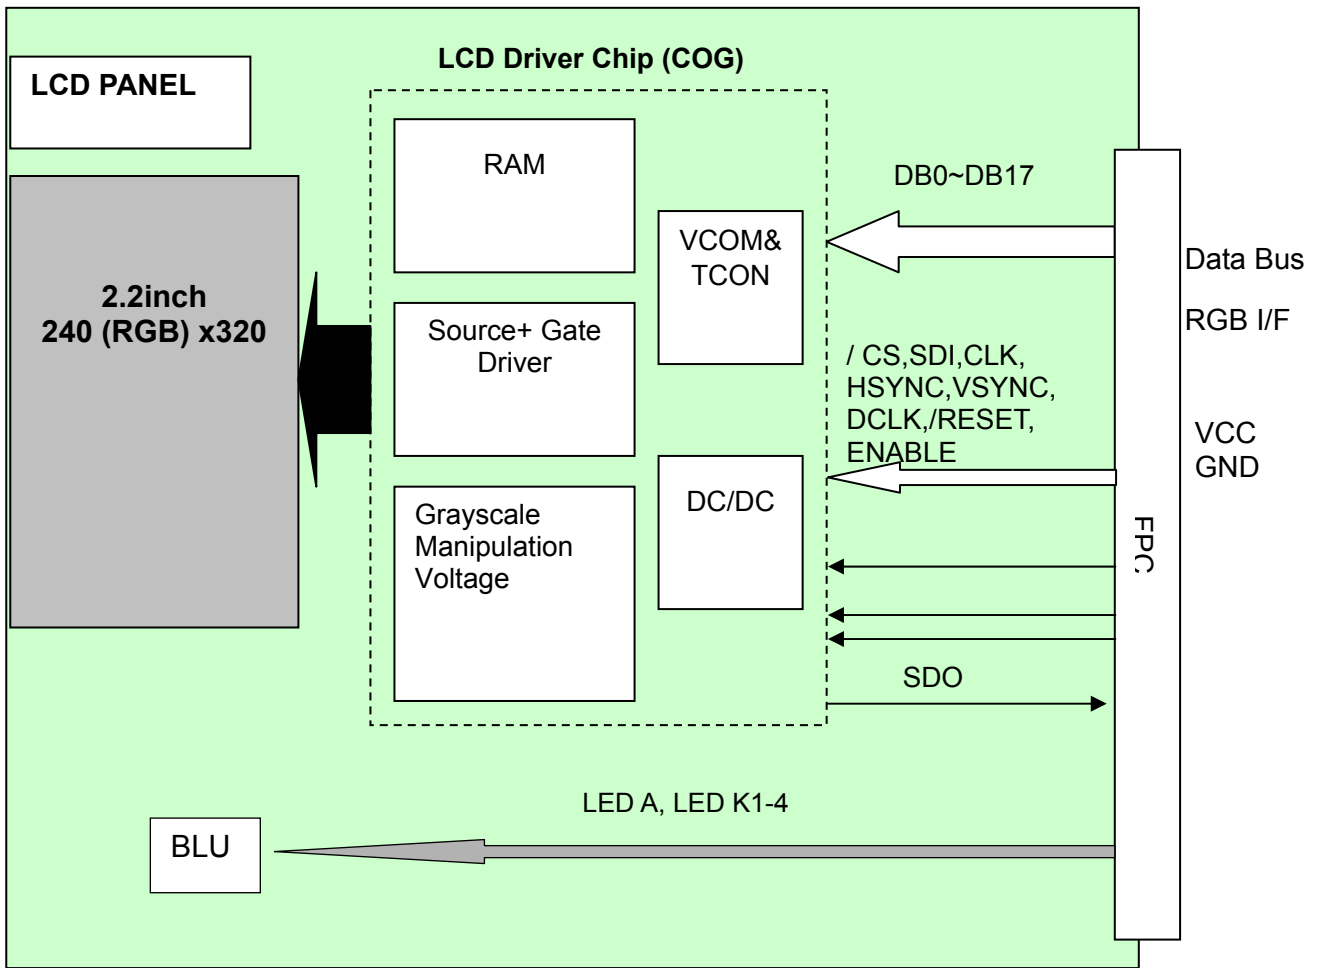 LCD Driver Chip (COG)
LCD PANEL
RAM
DB0~DB17
VCOM&
TCON
Data Bus
2.2inch
240 (RGB) x320
RGB I/F
Source+ Gate
Driver
/ CS,SDI,CLK,
HSYNC,VSYNC,
DCLK,/RESET,
ENABLE
VCC
GND
DC/DC
Grayscale
Manipulation
Voltage
FPC
SDO
LED A, LED K1-4
BLU